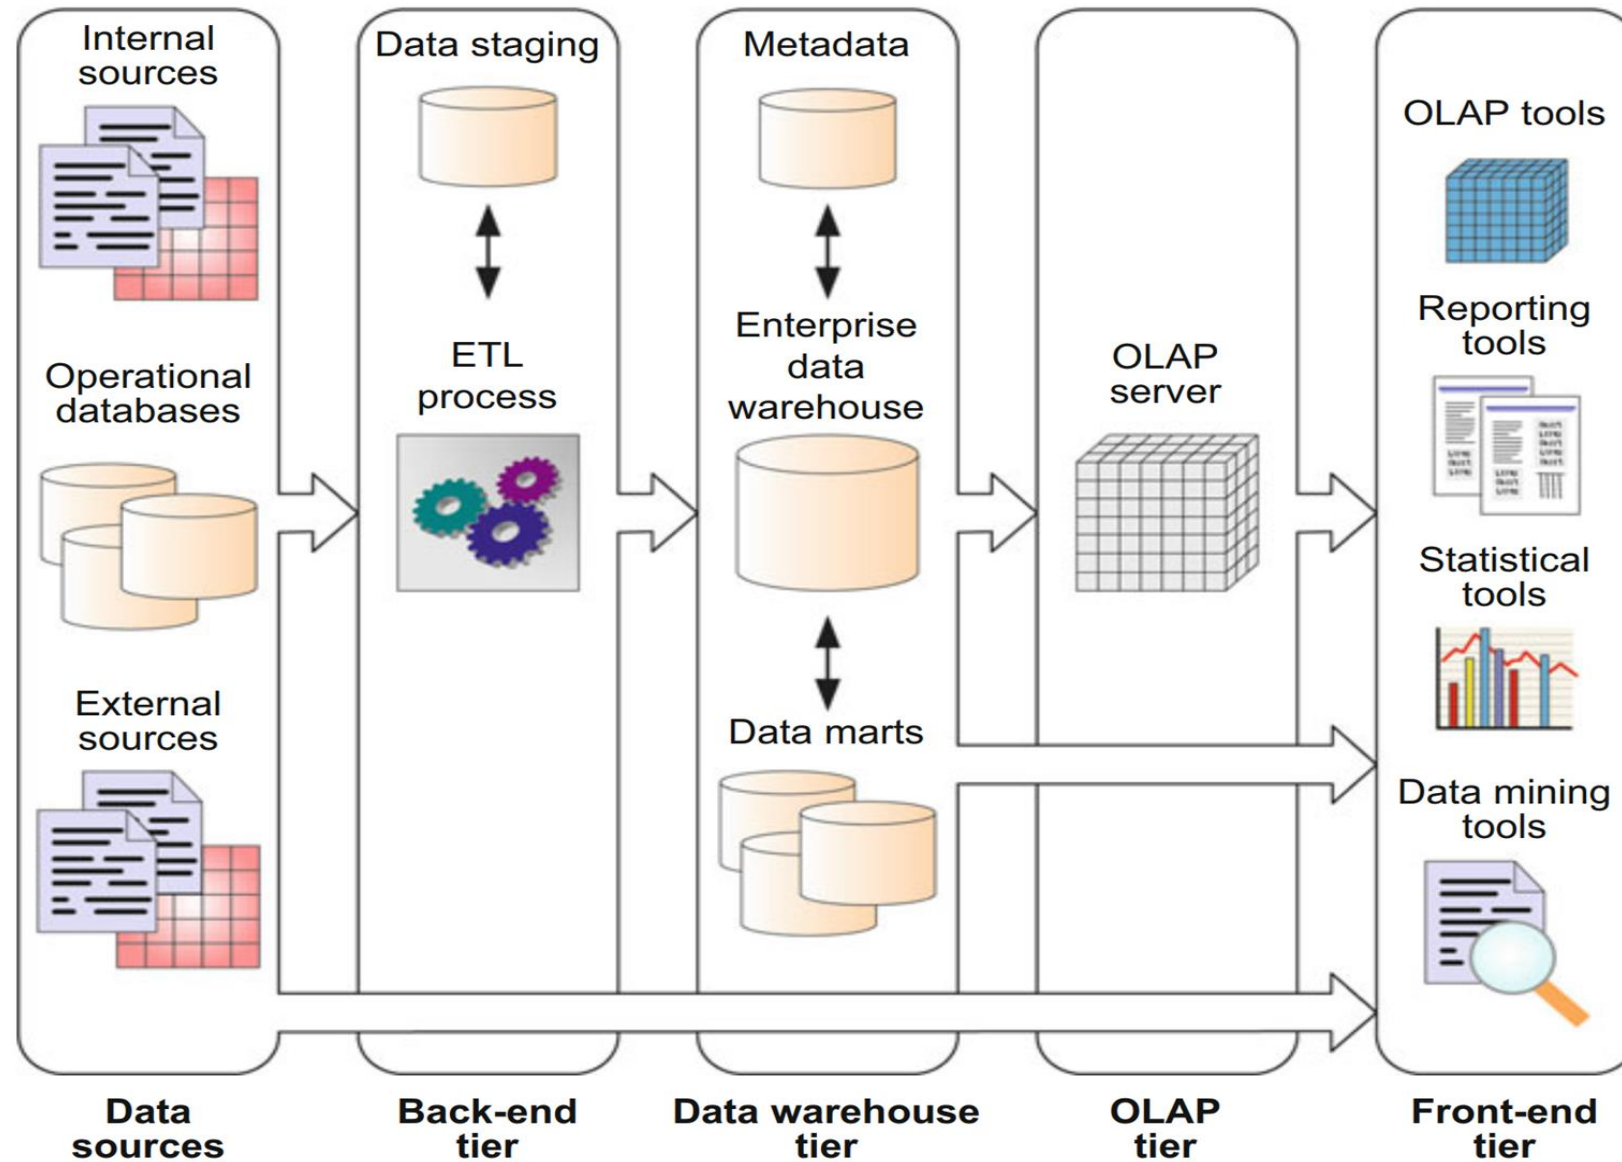 Internal
sources
Operational
databases
External
sources
Data staging
ETL
process
Metadata
Enterprise
data
warehouse
Data marts
OLAP
server
OLAP tools
Reporting
tools
Statistical
tools
Data mining
tools
Data
sources
Back-end
tier
Data warehouse
tier
OLAP
tier
Front-end
tier